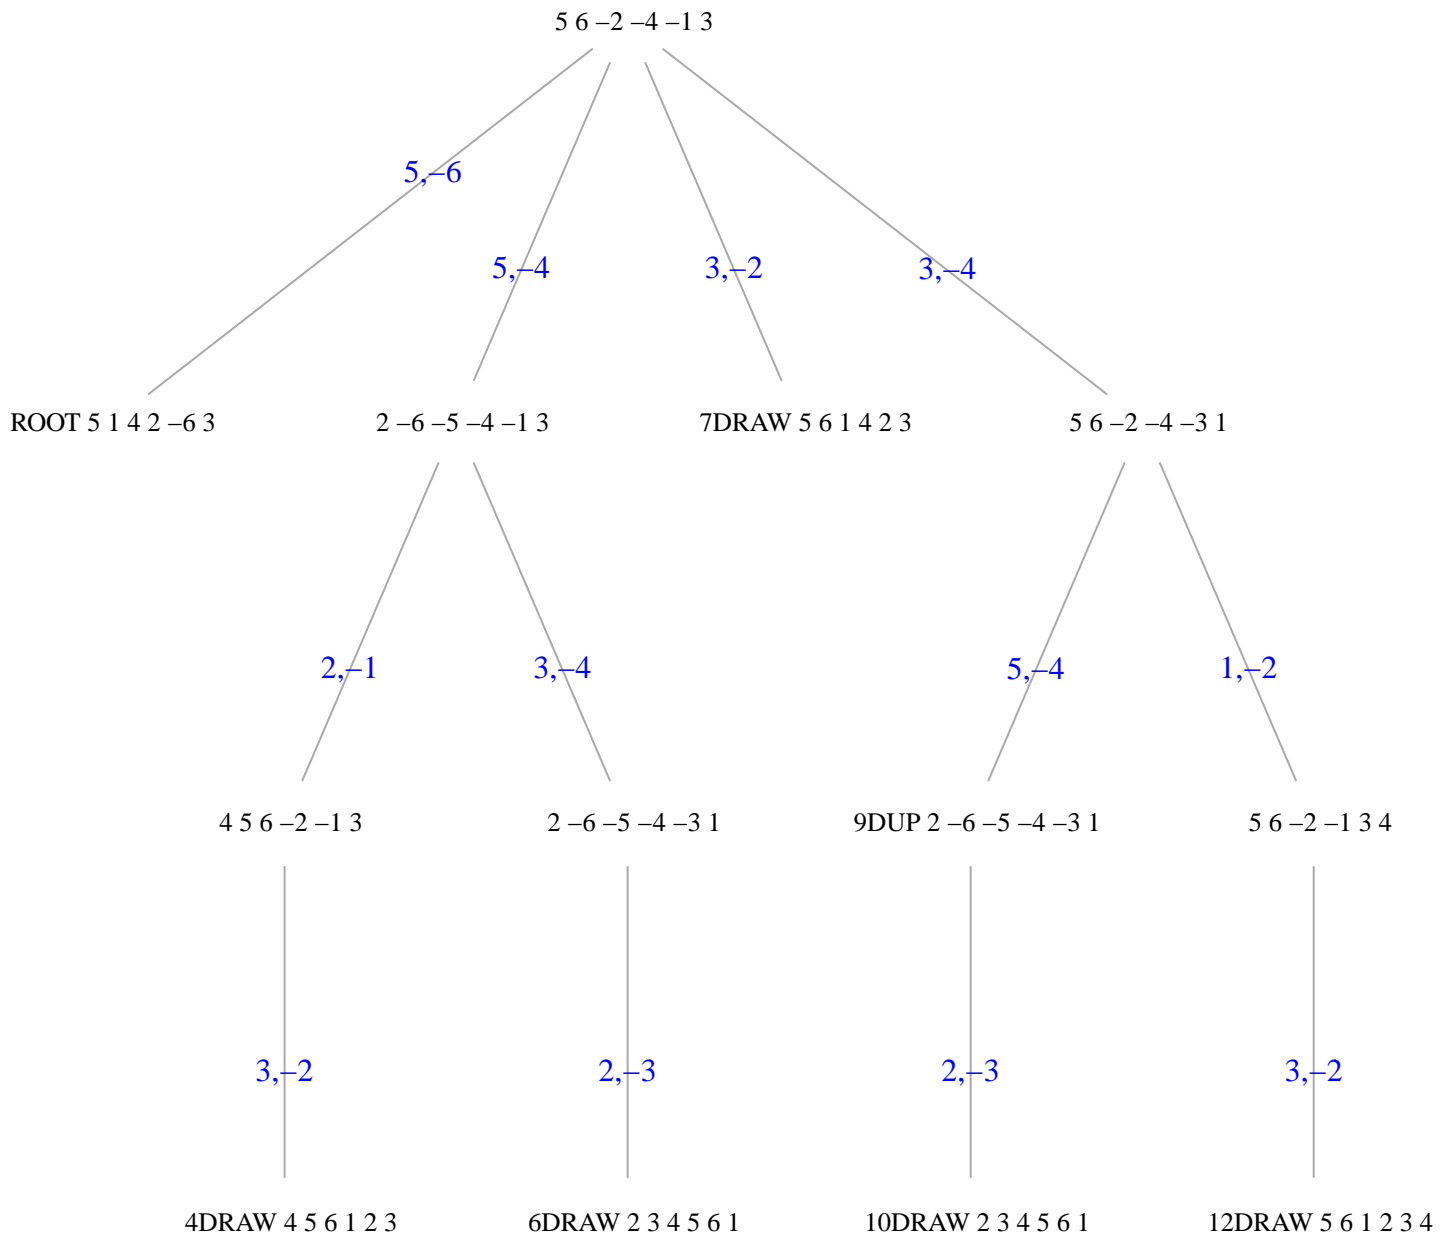 5 6 –2 –4 –1 3
5,–6
5,–4
3,–2
3,–4
ROOT 5 1 4 2 –6 3
2 –6 –5 –4 –1 3
7DRAW 5 6 1 4 2 3
5 6 –2 –4 –3 1
2,–1
3,–4
5,–4
1,–2
4 5 6 –2 –1 3
2 –6 –5 –4 –3 1
9DUP 2 –6 –5 –4 –3 1
5 6 –2 –1 3 4
3,–2
2,–3
2,–3
3,–2
4DRAW 4 5 6 1 2 3
6DRAW 2 3 4 5 6 1
10DRAW 2 3 4 5 6 1
12DRAW 5 6 1 2 3 4